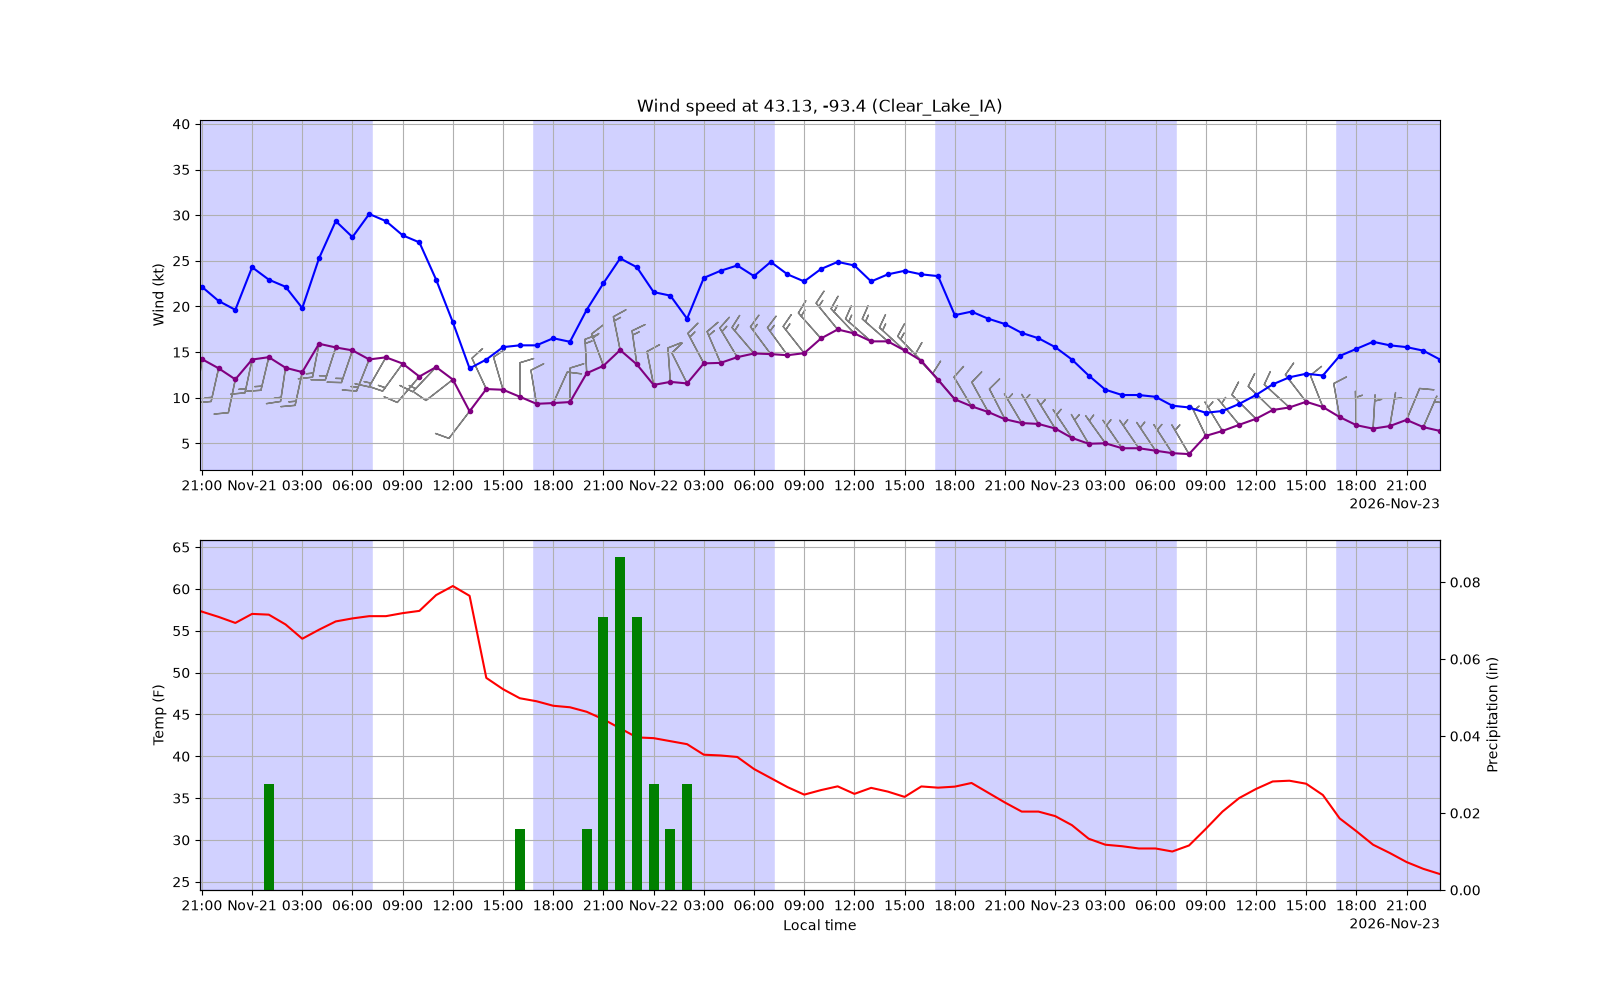 Wind speed at 43.13, -93.4 (Clear_Lake_IA)
40
35
30
25
20
15
10
5
Wind (kt)
21:00 Nov-21 03:00 06:00 09:00 12:00 15:00 18:00 21:00 Nov-22 03:00 06:00 09:00 12:00 15:00 18:00 21:00 Nov-23 03:00 06:00 09:00 12:00 15:00 18:00 21:00
2026-Nov-23
65
60
55
50
45
40
35
30
25
Temp (F)
0.08
0.06
0.04
0.02
0.00
Precipitation (in)
21:00 Nov-21 03:00 06:00 09:00 12:00 15:00 18:00 21:00 Nov-22 03:00 06:00 09:00 12:00 15:00 18:00 21:00 Nov-23 03:00 06:00 09:00 12:00 15:00 18:00 21:00
Local time
2026-Nov-23